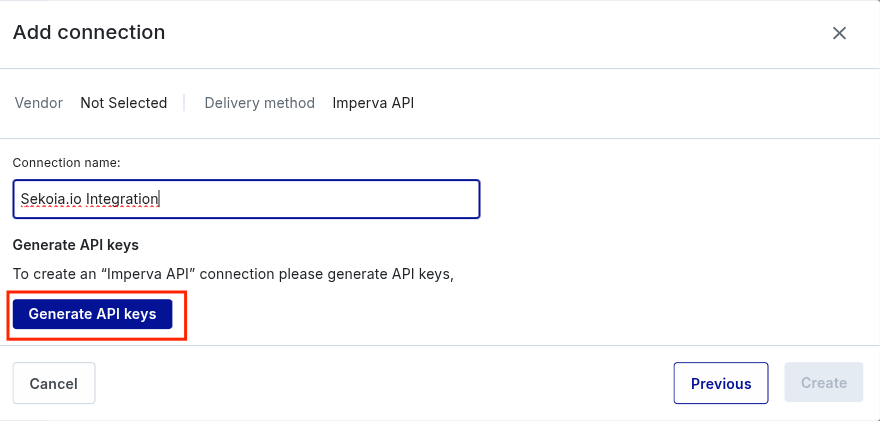 Add connection
Vendor Not Selected Delivery method Imperva API
Connection name:
Sekoia.io Integration
Generate API keys
To create an “Imperva API” connection please generate API keys,
Generate API keys
Cancel Previous Create